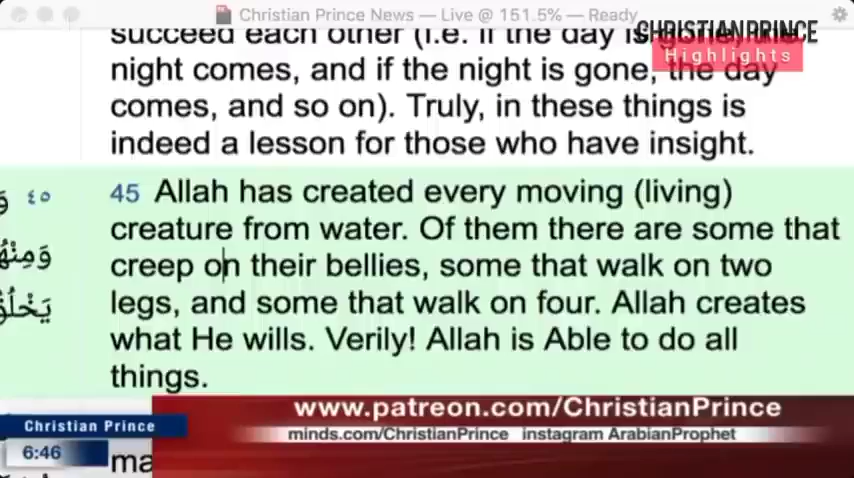 Christian Prince News — Live @ 151.5% — Ready
CHRISTIAN PRINCE
Highlights
succeed each other (i.e. if the day is
night comes, and if the night is gone, the day
comes, and so on). Truly, in these things is
indeed a lesson for those who have insight.
45 Allah has created every moving (living)
creature from water. Of them there are some that
creep on their bellies, some that walk on two
legs, and some that walk on four. Allah creates
what He wills. Verily! Allah is Able to do all
things.
٤٥
وَمِنْهُ
يَخْلُقُ
www.patreon.com/ChristianPrince
Christian Prince
minds.com/ChristianPrince instagram ArabianProphet
6:46
ma